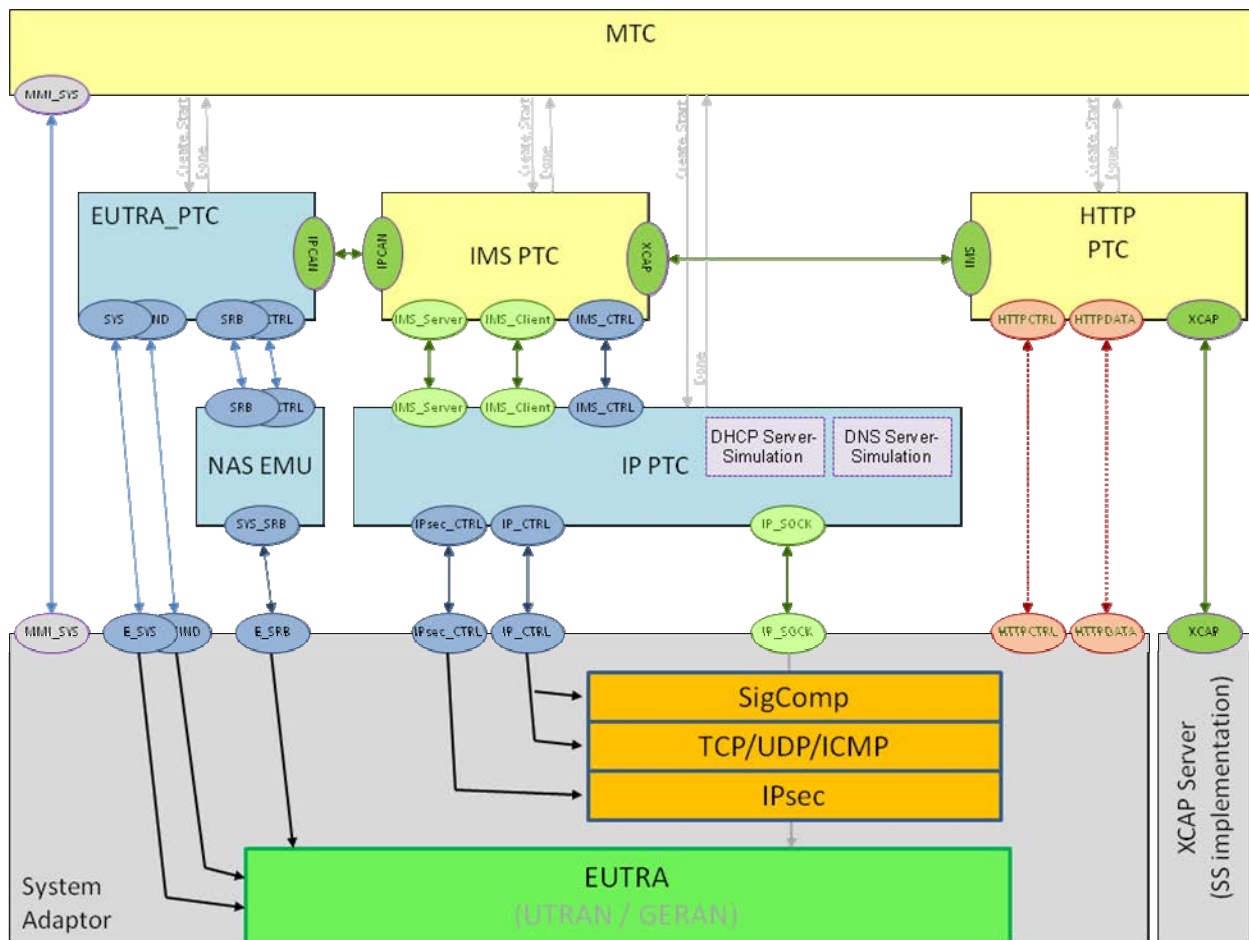 MTC
MMI_SYS
Create, Start
Done
Create, Start
Done
Create, Start
Done
Create, Start
Done
EUTRA_PTC
IPCAN
IPCAN
IMS PTC
XCAP
IMS
HTTP
PTC
SYS
IND
SRB
CTRL
IMS_Server
IMS_Client
IMS_CTRL
HTTPCTRL
HTTPDATA
XCAP
SRB
CTRL
IMS_Server
IMS_Client
IMS_CTRL
NAS EMU
IP PTC
DHCP Server-
Simulation
DNS Server-
Simulation
SYS_SRB
IPsec_CTRL
IP_CTRL
IP_SOCK
MMI_SYS
E_SYS
IND
E_SRB
IPsec_CTRL
IP_CTRL
IP_SOCK
HTTPCTRL
HTTPDATA
XCAP
SigComp
TCP/UDP/ICMP
IPsec
XCAP Server
(SS implementation)
EUTRA
(UTRAN / GERAN)
System
Adaptor